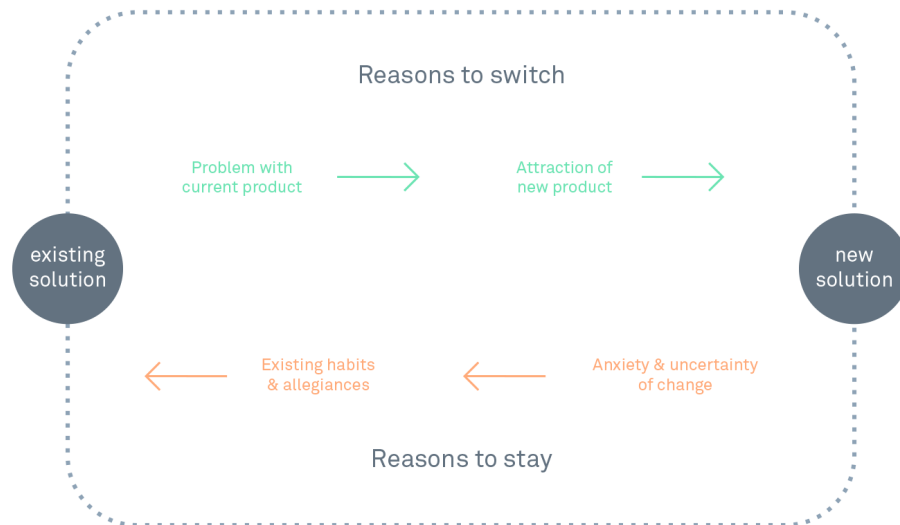 Reasons to switch
Problem with
current product
Attraction of
new product
existing
solution
new
solution
Existing habits
& allegiances
Anxiety & uncertainty
of change
Reasons to stay